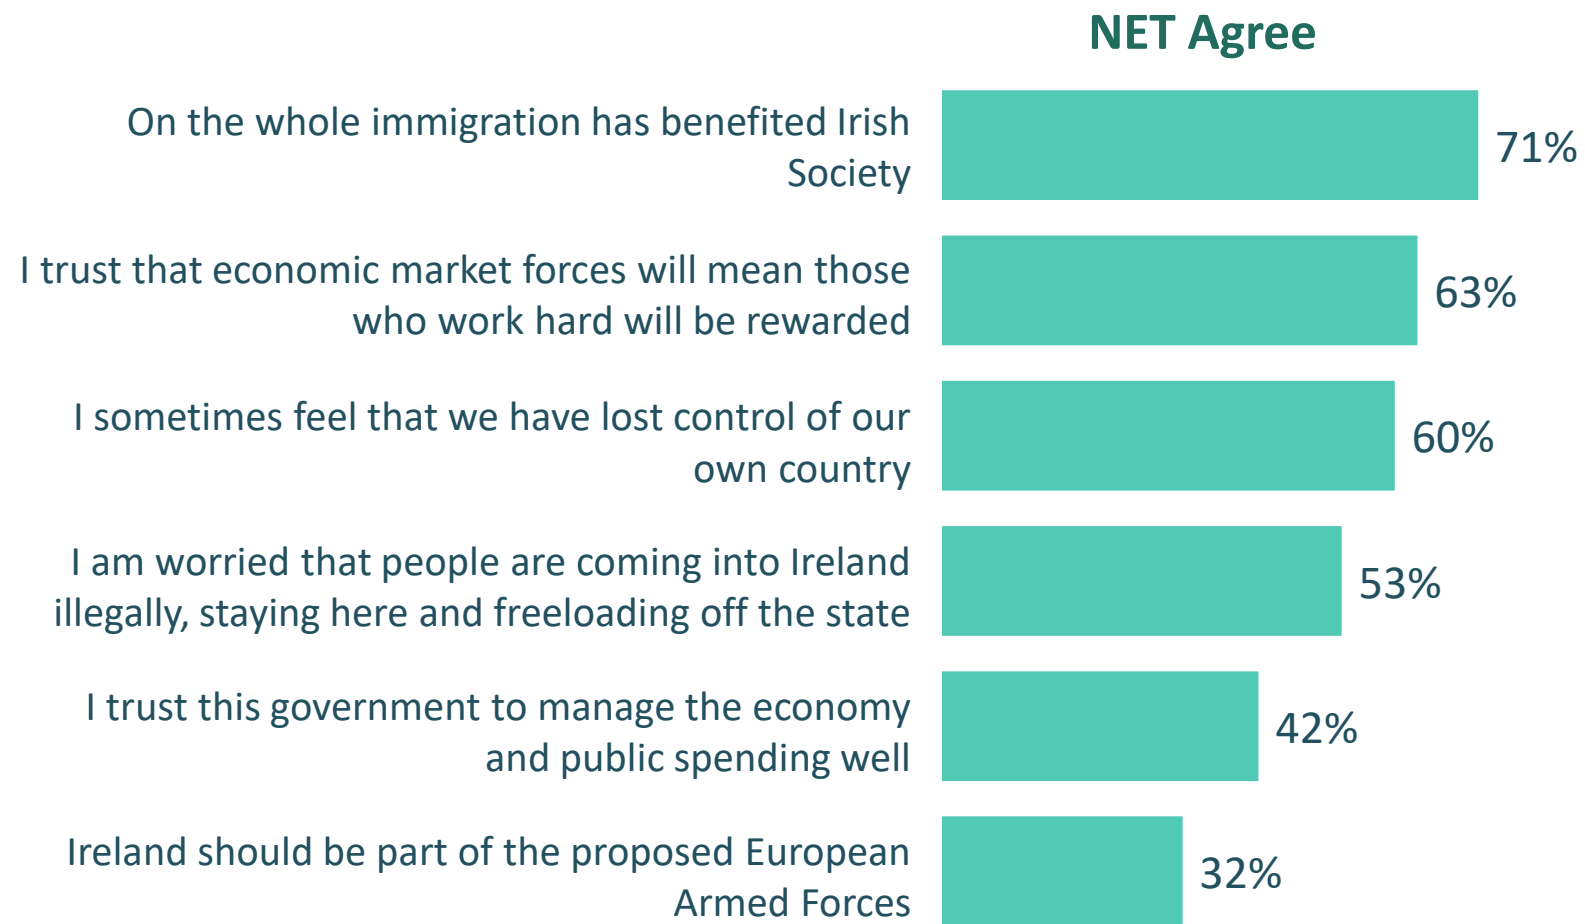 NET Agree
On the whole immigration has benefited Irish
Society
71%
I trust that economic market forces will mean those
who work hard will be rewarded
63%
I sometimes feel that we have lost control of our
own country
60%
I am worried that people are coming into Ireland
illegally, staying here and freeloading off the state
53%
I trust this government to manage the economy
and public spending well
42%
Ireland should be part of the proposed European
Armed Forces
32%